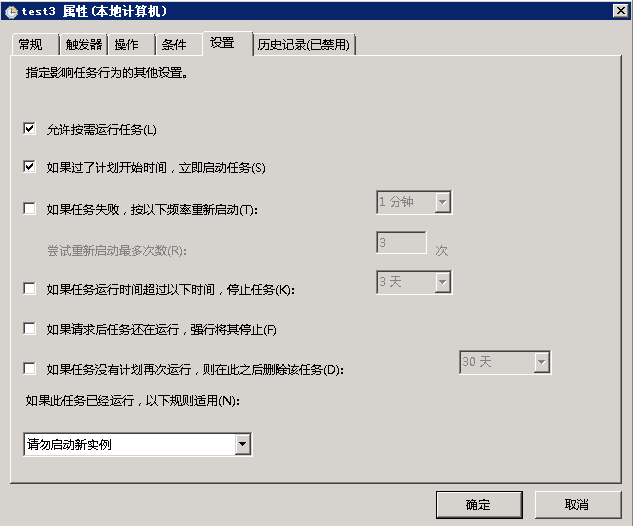 test3 属性(本地计算机)
常规 触发器 操作 条件 设置 历史记录(已禁用)
指定影响任务行为的其他设置。
允许按需运行任务(L)
如果过了计划开始时间，立即启动任务(S)
如果任务失败，按以下频率重新启动(T): 1 分钟
尝试重新启动最多次数(R): 3 次
如果任务运行时间超过以下时间，停止任务(K): 3 天
如果请求后任务还在运行，强行将其停止(F)
如果任务没有计划再次运行，则在此之后删除该任务(D): 30 天
如果此任务已经运行，以下规则适用(N):
请勿启动新实例
确定 取消